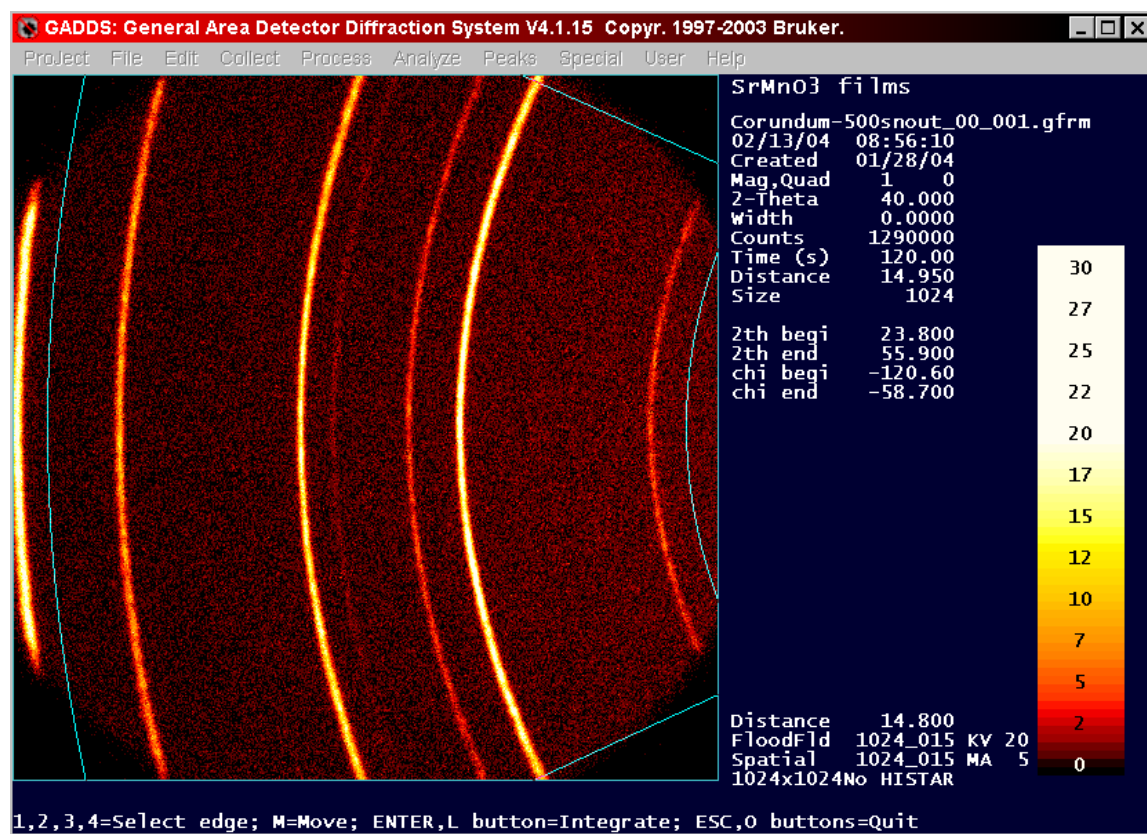 GADDS: General Area Detector Diffraction System V4.1.15 Copyr. 1997-2003 Bruker.
Project File Edit Collect Process Analyze Peaks Special User Help
SrMnO3 films
Corundum-500snout_00_001.gfrm
02/13/04 08:56:10
Created 01/28/04
Mag,Quad 1 0
2-Theta 40.000
Width 0.0000
Counts 1290000
Time (s) 120.00
Distance 14.950
Size 1024
2th begi 23.800
2th end 55.900
chi begi -120.60
chi end -58.700
30
27
25
22
20
17
15
12
10
7
5
2
0
Distance 14.800
FloodFld 1024_015 KV 20
Spatial 1024_015 MA 5
1024x1024No HISTAR
1,2,3,4=Select edge; M=Move; ENTER,L button=Integrate; ESC,O buttons=Quit